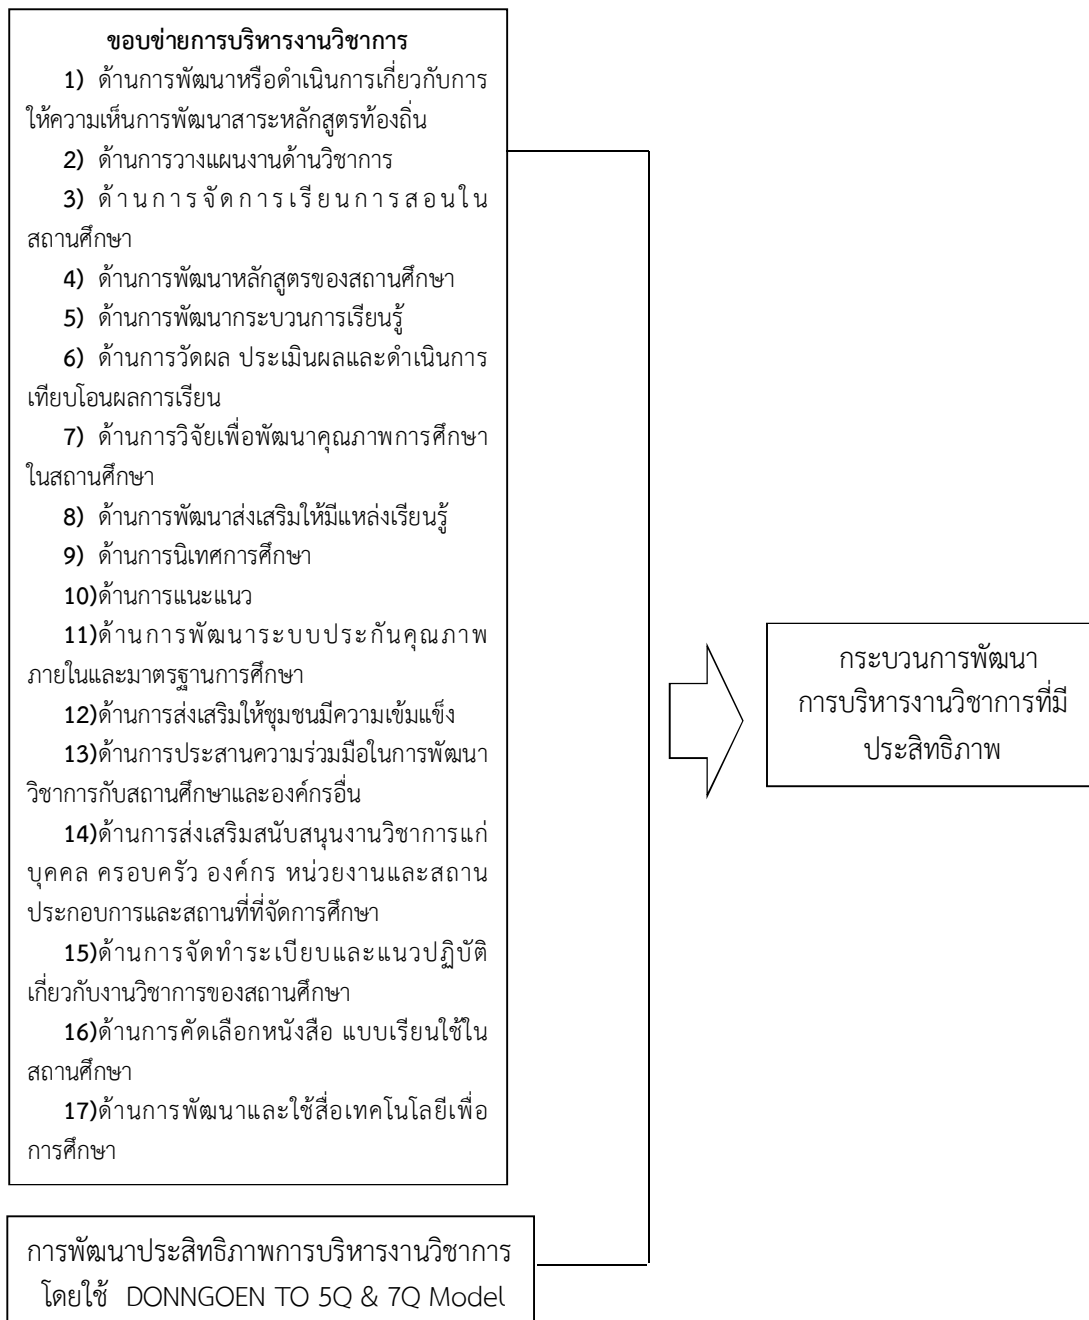 ขอบข่ายการบริหารงานวิชาการ
1) ด้านการพัฒนาหรือดำเนินการเกี่ยวกับการ
ให้ความเห็นการพัฒนาสาระหลักสูตรท้องถิ่น
2) ด้านการวางแผนงานด้านวิชาการ
3) ด้านการจัดการเรียนการสอนใน
สถานศึกษา
4) ด้านการพัฒนาหลักสูตรของสถานศึกษา
5) ด้านการพัฒนากระบวนการเรียนรู้
6) ด้านการวัดผล ประเมินผลและดำเนินการ
เทียบโอนผลการเรียน
7) ด้านการวิจัยเพื่อพัฒนาคุณภาพการศึกษา
ในสถานศึกษา
8) ด้านการพัฒนาส่งเสริมให้มีแหล่งเรียนรู้
9) ด้านการนิเทศการศึกษา
10)ด้านการแนะแนว
11)ด้านการพัฒนาระบบประกันคุณภาพ
ภายในและมาตรฐานการศึกษา
12)ด้านการส่งเสริมให้ชุมชนมีความเข้มแข็ง
13)ด้านการประสานความร่วมมือในการพัฒนา
วิชาการกับสถานศึกษาและองค์กรอื่น
14)ด้านการส่งเสริมสนับสนุนงานวิชาการแก่
บุคคล ครอบครัว องค์กร หน่วยงานและสถาน
ประกอบการและสถานที่ที่จัดการศึกษา
15)ด้านการจัดทำระเบียบและแนวปฏิบัติ
เกี่ยวกับงานวิชาการของสถานศึกษา
16)ด้านการคัดเลือกหนังสือ แบบเรียนใช้ใน
สถานศึกษา
17)ด้านการพัฒนาและใช้สื่อเทคโนโลยีเพื่อ
การศึกษา
การพัฒนาประสิทธิภาพการบริหารงานวิชาการ
โดยใช้ DONNGOEN TO 5Q & 7Q Model
กระบวนการพัฒนา
การบริหารงานวิชาการที่มี
ประสิทธิภาพ